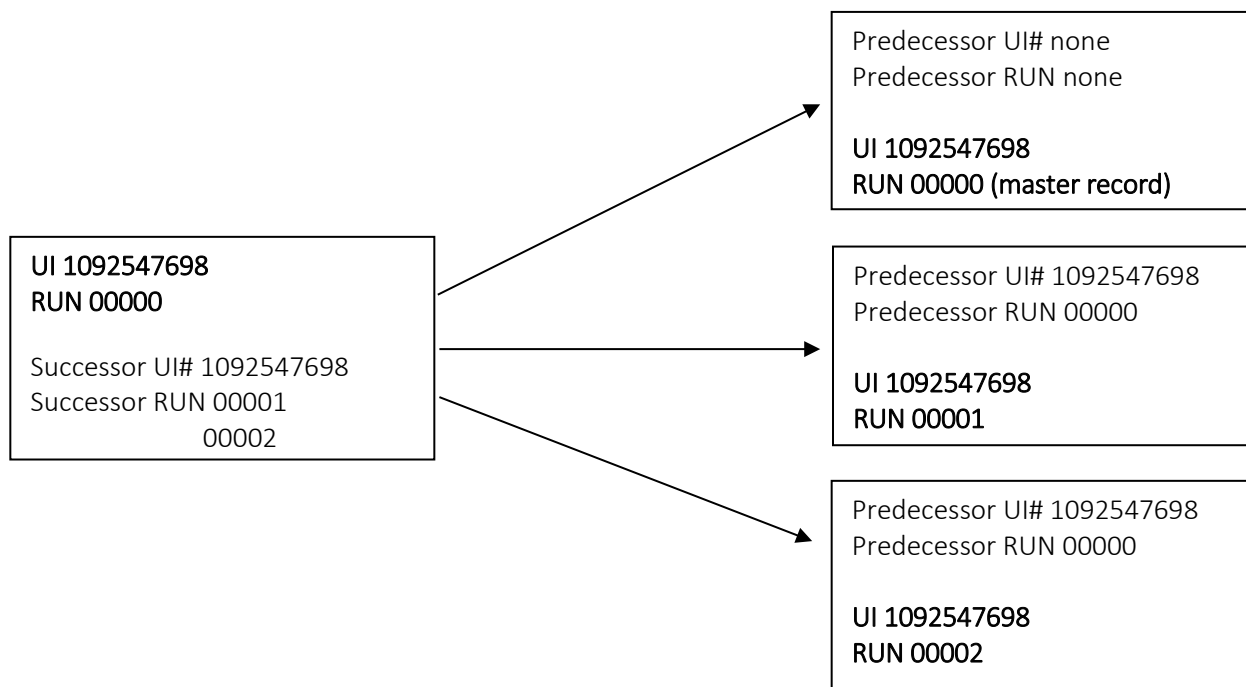 UI 1092547698
RUN 00000
Successor UI# 1092547698
Successor RUN 00001
00002
Predecessor UI# none
Predecessor RUN none
UI 1092547698
RUN 00000 (master record)
Predecessor UI# 1092547698
Predecessor RUN 00000
UI 1092547698
RUN 00001
Predecessor UI# 1092547698
Predecessor RUN 00000
UI 1092547698
RUN 00002